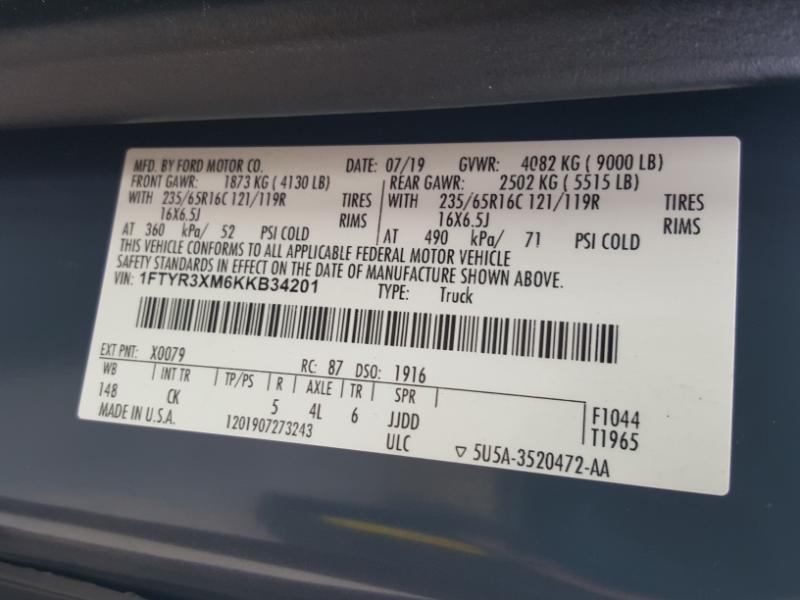 MFD. BY FORD MOTOR CO. DATE: 07/19 GVWR: 4082 KG ( 9000 LB)
FRONT GAWR: 1873 KG ( 4130 LB) REAR GAWR: 2502 KG ( 5515 LB)
WITH 235/65R16C 121/119R TIRES WITH 235/65R16C 121/119R TIRES
16X6.5J RIMS 16X6.5J RIMS
AT 360 kPa/ 52 PSI COLD AT 490 kPa/ 71 PSI COLD
THIS VEHICLE CONFORMS TO ALL APPLICABLE FEDERAL MOTOR VEHICLE
SAFETY STANDARDS IN EFFECT ON THE DATE OF MANUFACTURE SHOWN ABOVE.
VIN: 1FTYR3XM6KKB34201 TYPE: Truck
EXT PNT: X0079 RC: 87 DSO: 1916
WB INT TR TP/PS R AXLE TR SPR
148 CK 5 4L 6 JJDD F1044
MADE IN U.S.A. 1201907273243 ULC T1965
▽ 5U5A-3520472-AA